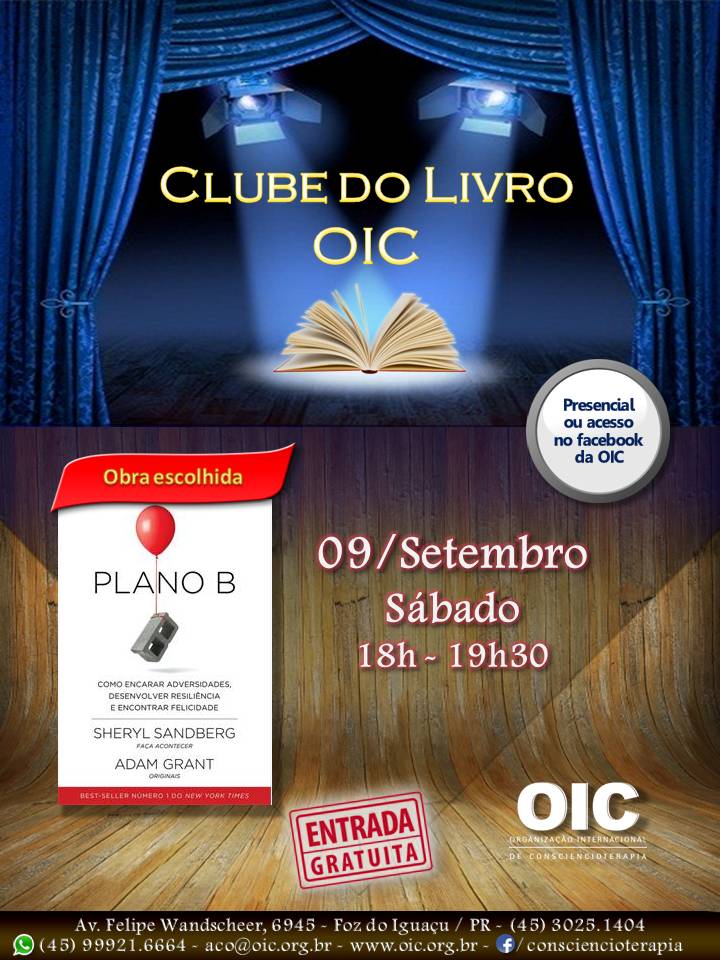 CLUBE DO LIVRO
OIC
Presencial
ou acesso
no facebook
da OIC
Obra escolhida
PLANO B
COMO ENCARAR ADVERSIDADES,
DESENVOLVER RESILIÊNCIA
E ENCONTRAR FELICIDADE
SHERYL SANDBERG
FAÇA ACONTECER
ADAM GRANT
ORIGINAIS
BEST-SELLER NÚMERO 1 DO NEW YORK TIMES
09/Setembro
Sábado
18h - 19h30
ENTRADA
GRATUITA
OIC
ORGANIZAÇÃO INTERNACIONAL
DE CONSCIENCIOTERAPIA
Av. Felipe Wandscheer, 6945 - Foz do Iguaçu / PR - (45) 3025.1404
(45) 99921.6664 - aco@oic.org.br - www.oic.org.br - f/consciencioterapia